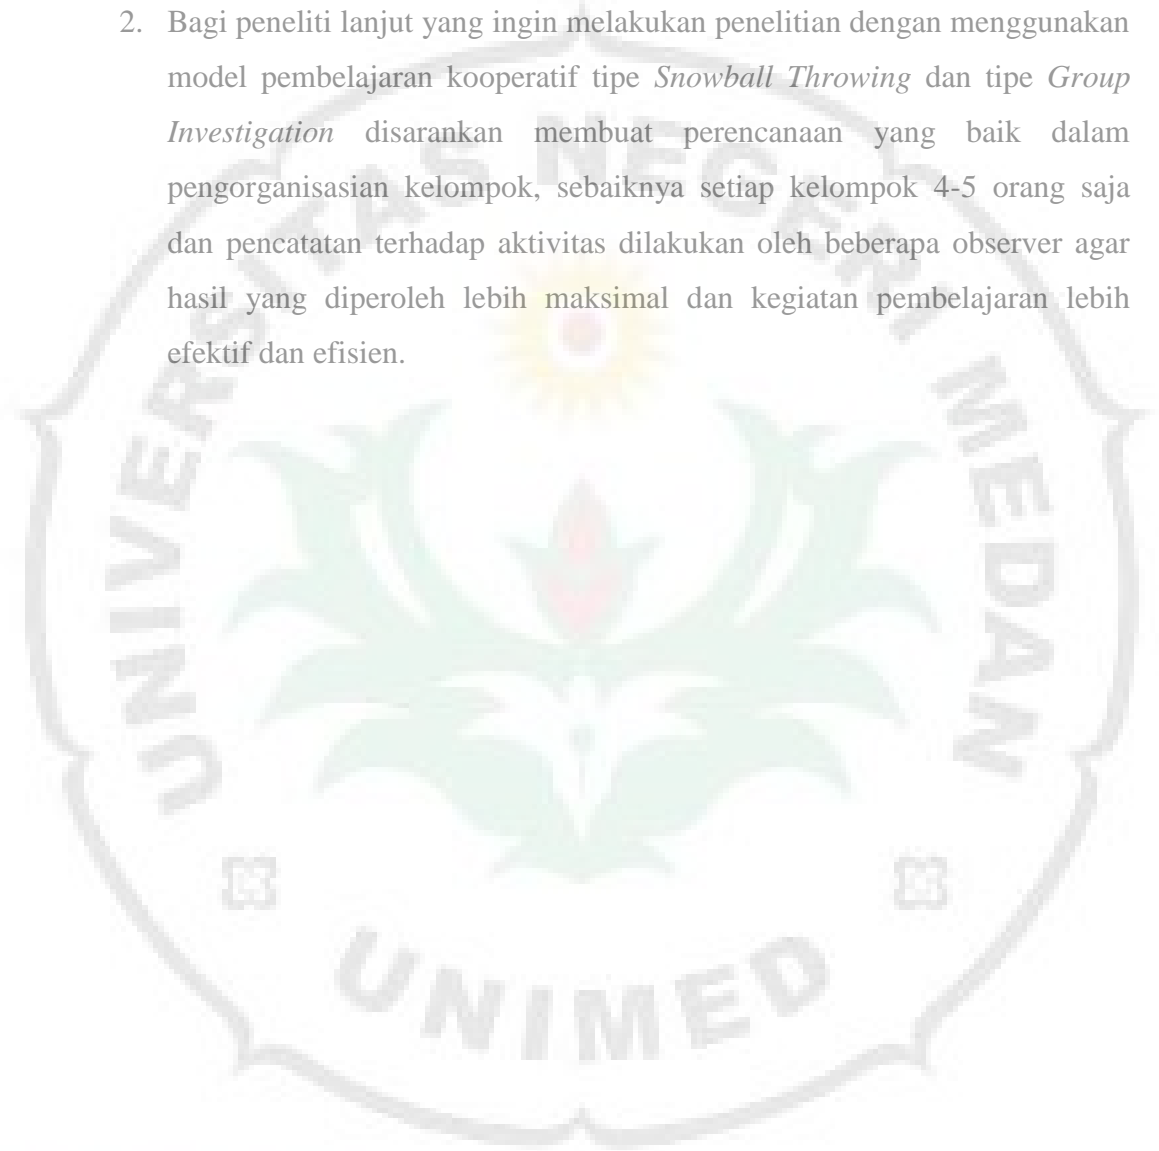 2. Bagi peneliti lanjut yang ingin melakukan penelitian dengan menggunakan
model pembelajaran kooperatif tipe Snowball Throwing dan tipe Group
Investigation disarankan membuat perencanaan yang baik dalam
pengorganisasian kelompok, sebaiknya setiap kelompok 4-5 orang saja
dan pencatatan terhadap aktivitas dilakukan oleh beberapa observer agar
hasil yang diperoleh lebih maksimal dan kegiatan pembelajaran lebih
efektif dan efisien.
UNIVERSITAS NEGERI MEDAN
UNIMED